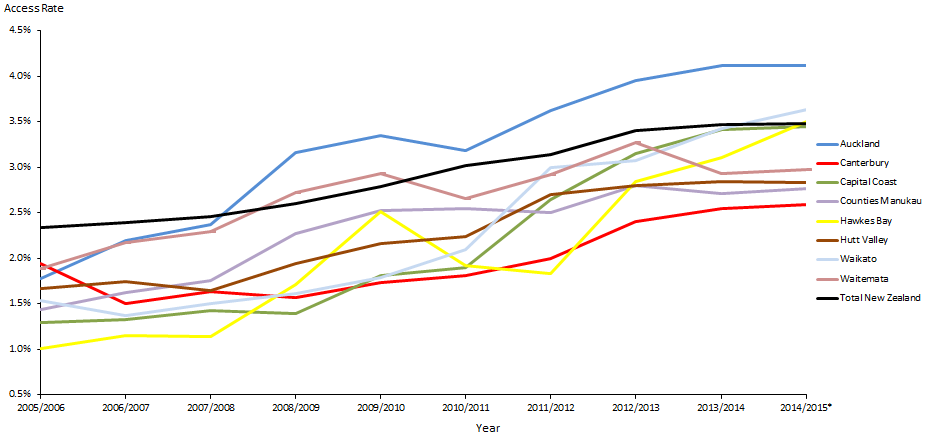 Access Rate
4.5%
4.0%
3.5%
3.0%
2.5%
2.0%
1.5%
1.0%
0.5%
2005/2006 2006/2007 2007/2008 2008/2009 2009/2010 2010/2011 2011/2012 2012/2013 2013/2014 2014/2015*
Year
Auckland
Canterbury
Capital Coast
Counties Manukau
Hawkes Bay
Hutt Valley
Waikato
Waitemata
Total New Zealand